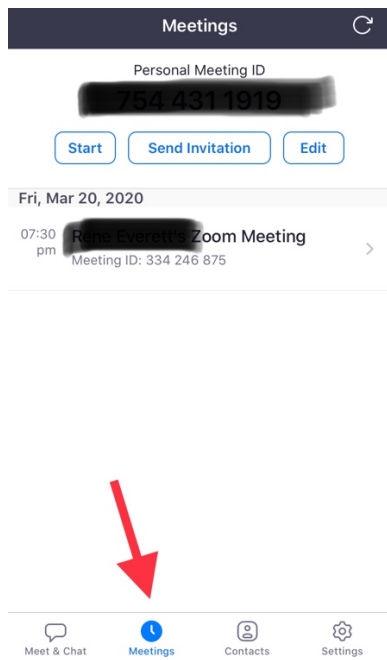 Meetings
Personal Meeting ID
Start Send Invitation Edit
Fri, Mar 20, 2020
07:30 pm
Zoom Meeting
Meeting ID: 334 246 875
Meet & Chat Meetings Contacts Settings